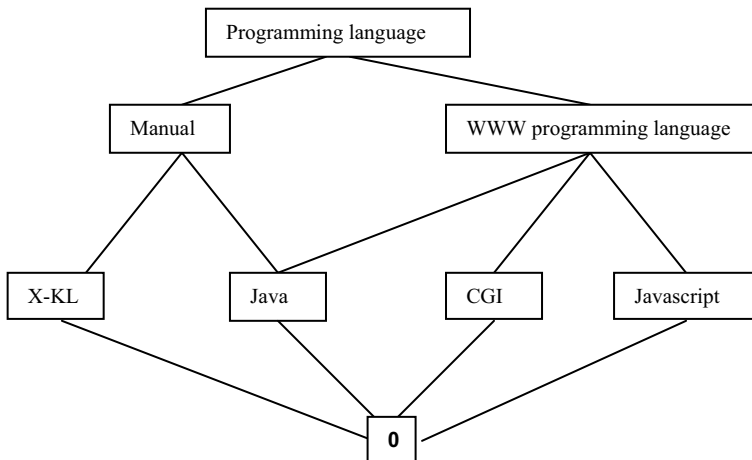 Programming language
Manual
WWW programming language
X-KL
Java
CGI
Javascript
0